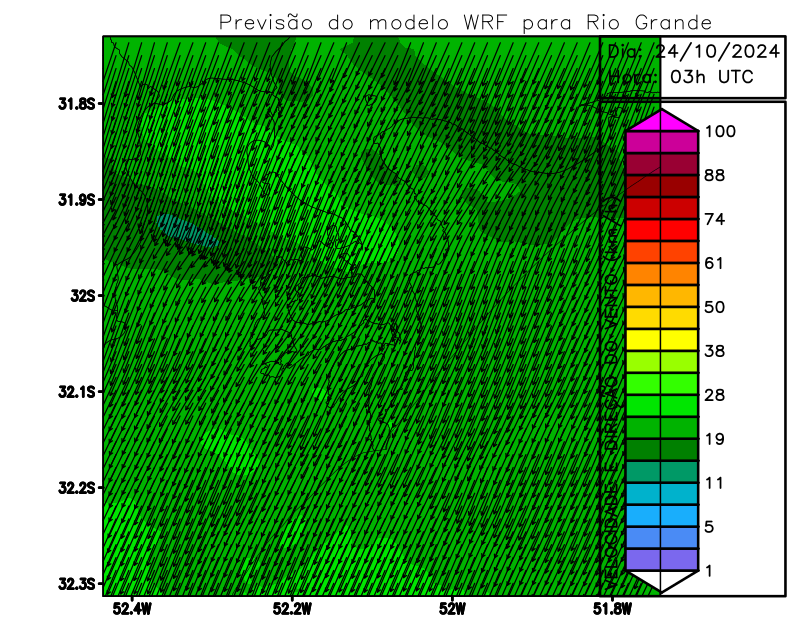 Previsão do modelo WRF para Rio Grande
Dia: 24/10/2024
Hora: 03h UTC
31.8S
31.9S
32S
32.1S
32.2S
32.3S
52.4W
52.2W
52W
51.8W
100
88
74
61
50
38
28
19
11
5
1
VELOCIDADE E DIREÇÃO DO VENTO (km/h)